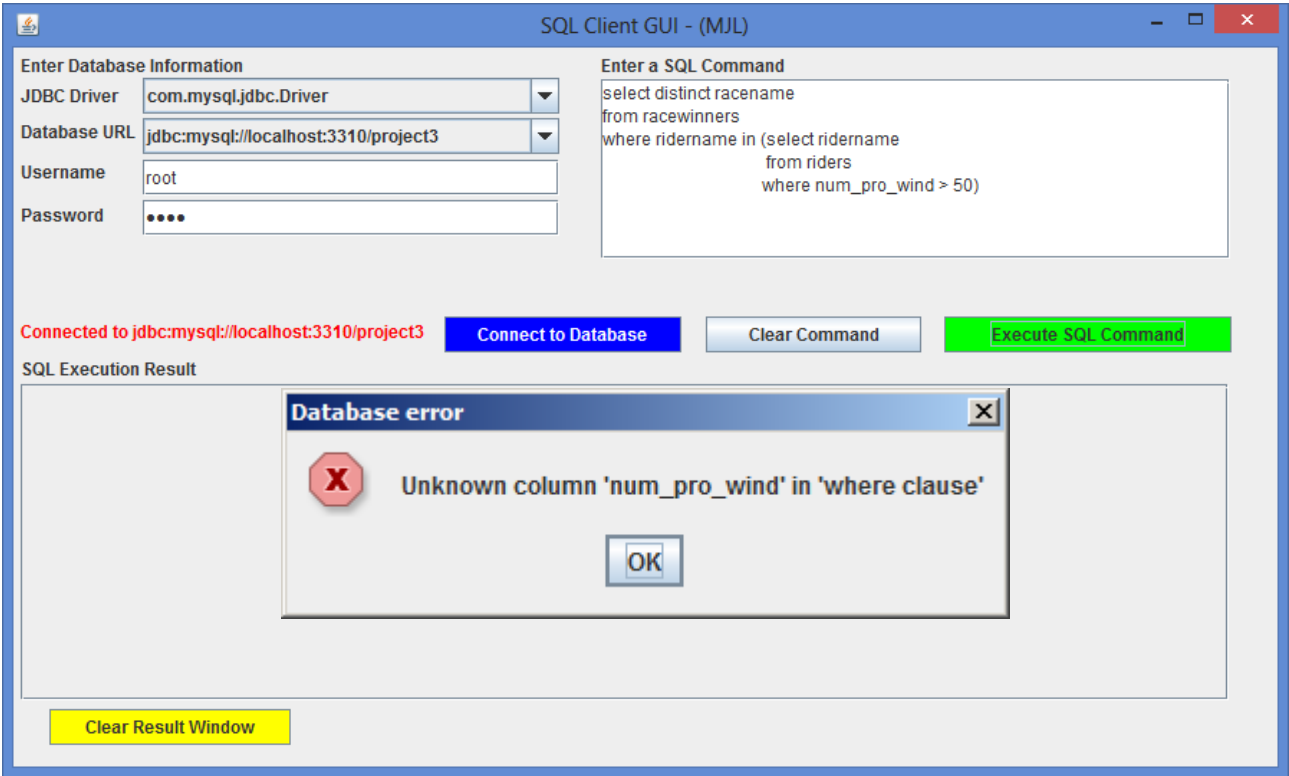 SQL Client GUI - (MJL)
Enter Database Information
JDBC Driver com.mysql.jdbc.Driver
Database URL jdbc:mysql://localhost:3310/project3
Username root
Password ••••
Enter a SQL Command
select distinct racename
from racewinners
where ridername in (select ridername
from riders
where num_pro_wind > 50)
Connected to jdbc:mysql://localhost:3310/project3 Connect to Database Clear Command Execute SQL Command
SQL Execution Result
Database error
Unknown column 'num_pro_wind' in 'where clause'
OK
Clear Result Window